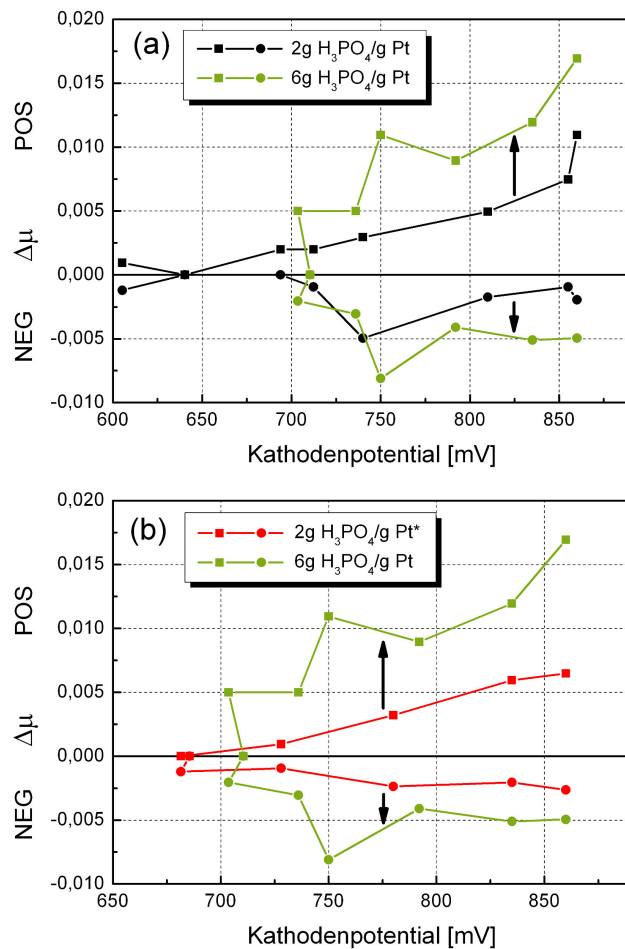 (a)
2g H₃PO₄/g Pt
6g H₃PO₄/g Pt
0,020
0,015
0,010
0,005
0,000
-0,005
-0,010
POS
Δμ
NEG
600 650 700 750 800 850
Kathodenpotential [mV]
(b)
2g H₃PO₄/g Pt*
6g H₃PO₄/g Pt
0,020
0,015
0,010
0,005
0,000
-0,005
-0,010
POS
Δμ
NEG
650 700 750 800 850
Kathodenpotential [mV]